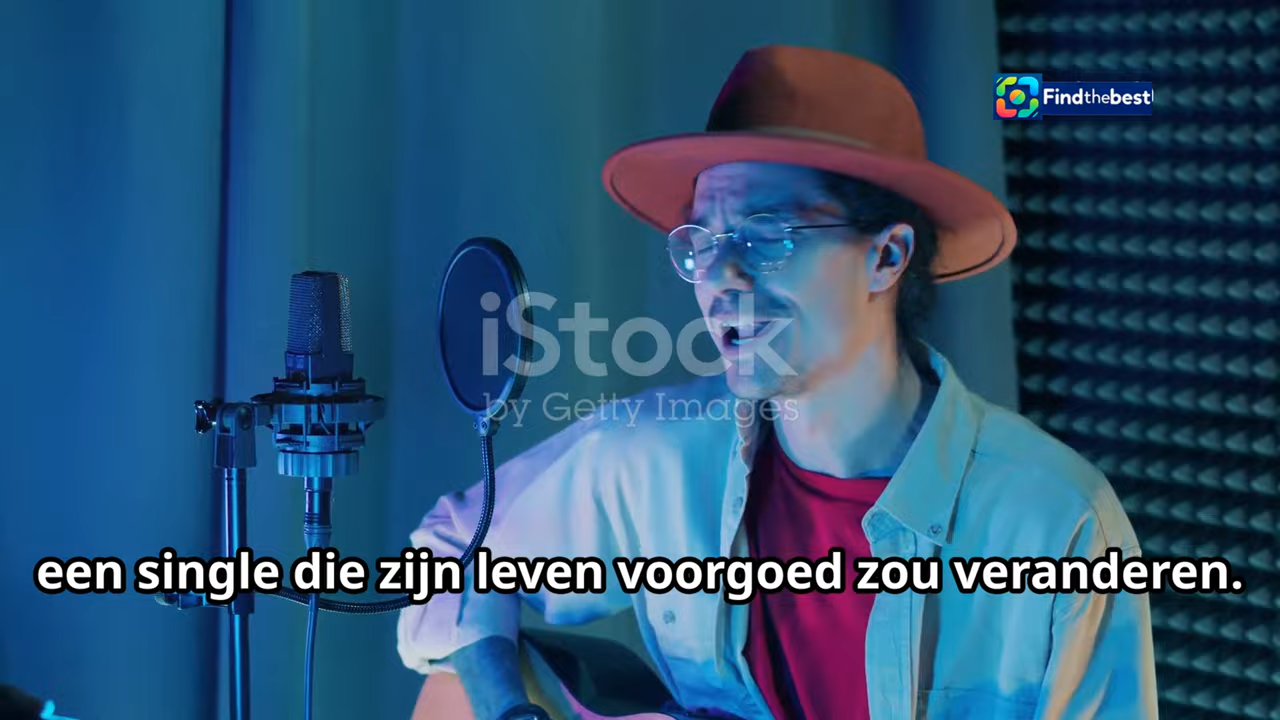 Findthebest
iStock
by Getty Images
een single die zijn leven voorgoed zou veranderen.